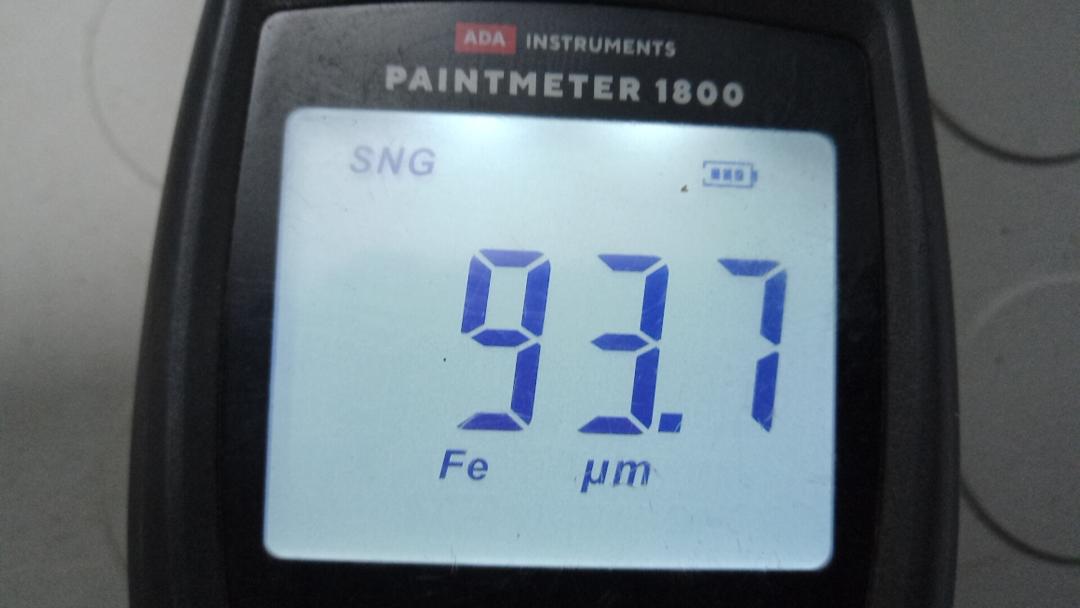 ADA INSTRUMENTS
PAINTMETER 1800
SNG
93.7
Fe µm